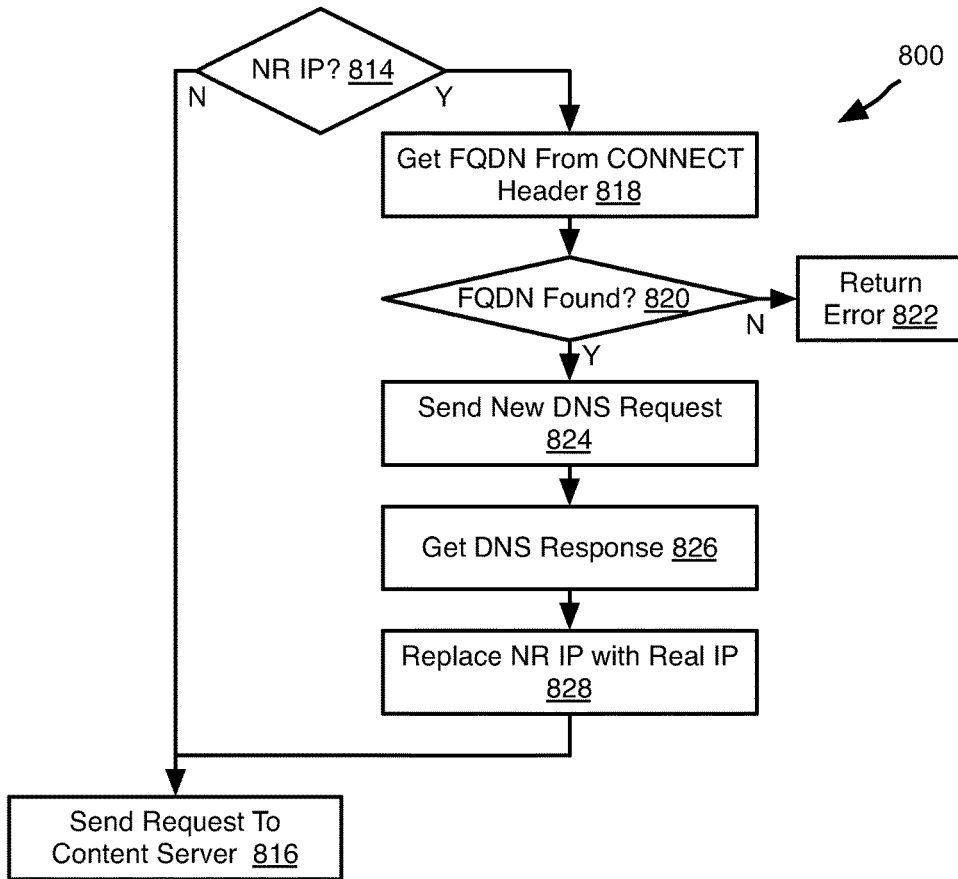 NR IP? 814
800
N
Y
Get FQDN From CONNECT
Header 818
FQDN Found? 820
N
Return
Error 822
Y
Send New DNS Request
824
Get DNS Response 826
Replace NR IP with Real IP
828
Send Request To
Content Server 816